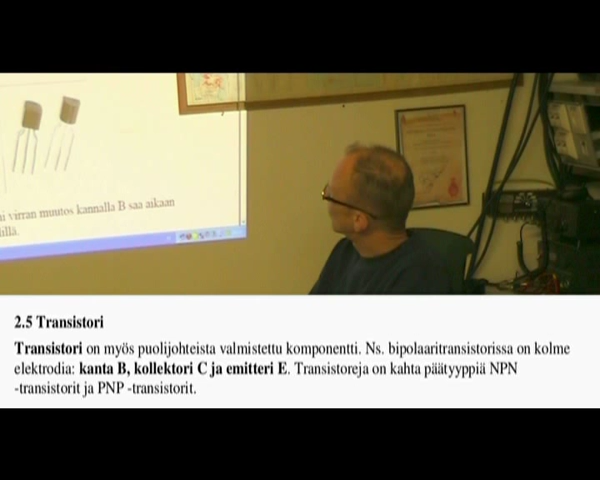 i virran muutos kannalla B saa aikaan
illä.
2.5 Transistori
Transistori on myös puolijohteista valmistettu komponentti. Ns. bipolaaritransistorissa on kolme
elektrodia: kanta B, kollektori C ja emitteri E. Transistoreja on kahta päätyyppiä NPN
-transistorit ja PNP -transistorit.